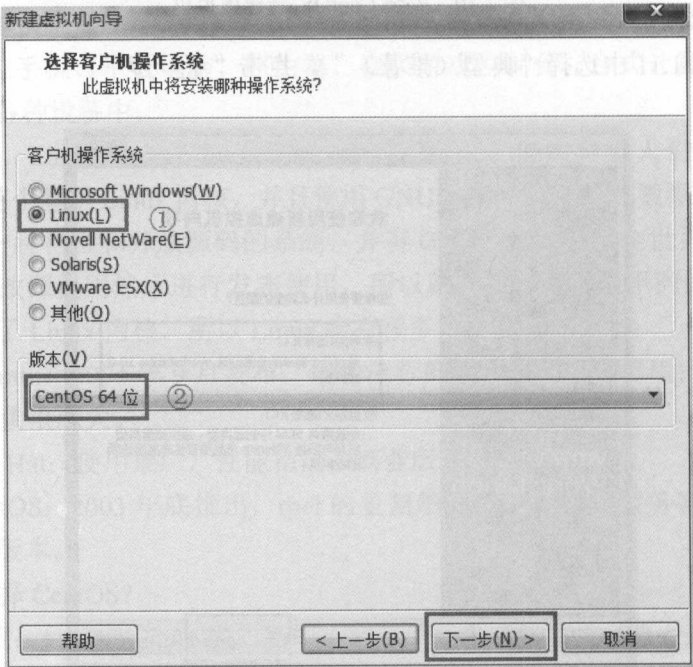 新建虚拟机向导
选择客户机操作系统
此虚拟机中将安装哪种操作系统?
客户机操作系统
Microsoft Windows(W)
Linux(L) ①
Novell NetWare(E)
Solaris(S)
VMware ESX(X)
其他(O)
版本(V)
CentOS 64 位 ②
帮助 < 上一步(B) 下一步(N) > 取消